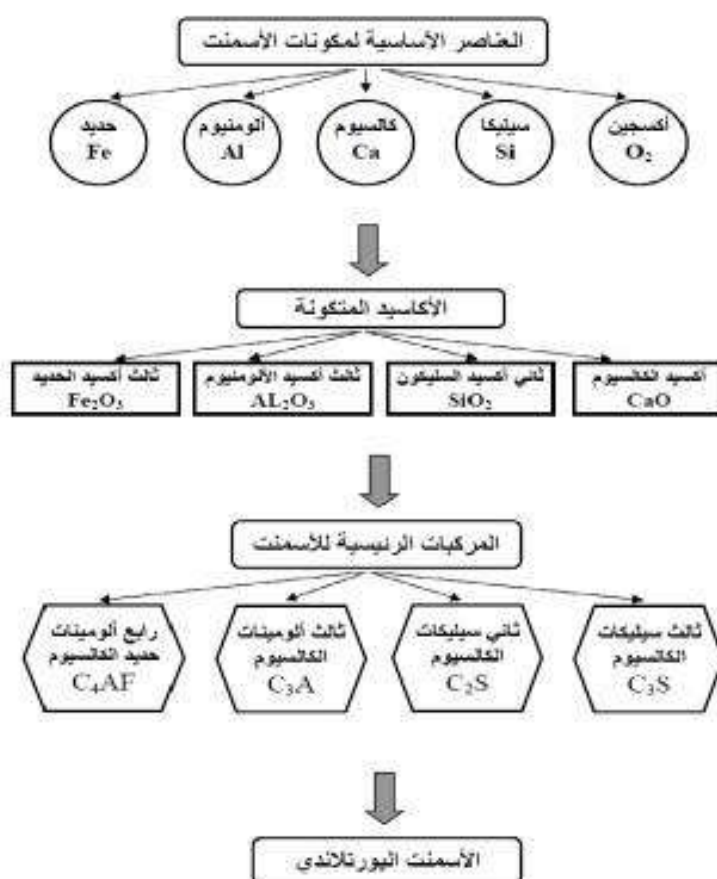 العناصر الأساسية لمكونات الأسمنت
أكسجين
O₂
سيليكا
Si
كالسيوم
Ca
ألومنيوم
Al
حديد
Fe
الأكاسيد المتكونة
أكسيد الكالسيوم
CaO
ثاني أكسيد السليكون
SiO₂
ثالث أكسيد الألومنيوم
AL₂O₃
ثالث أكسيد الحديد
Fe₂O₃
المركبات الرئيسية للأسمنت
ثالث سيليكات
الكالسيوم
C₃S
ثاني سيليكات
الكالسيوم
C₂S
ثالث ألومينات
الكالسيوم
C₃A
رابع ألومينات
حديد الكالسيوم
C₄AF
الأسمنت البورتلاندى